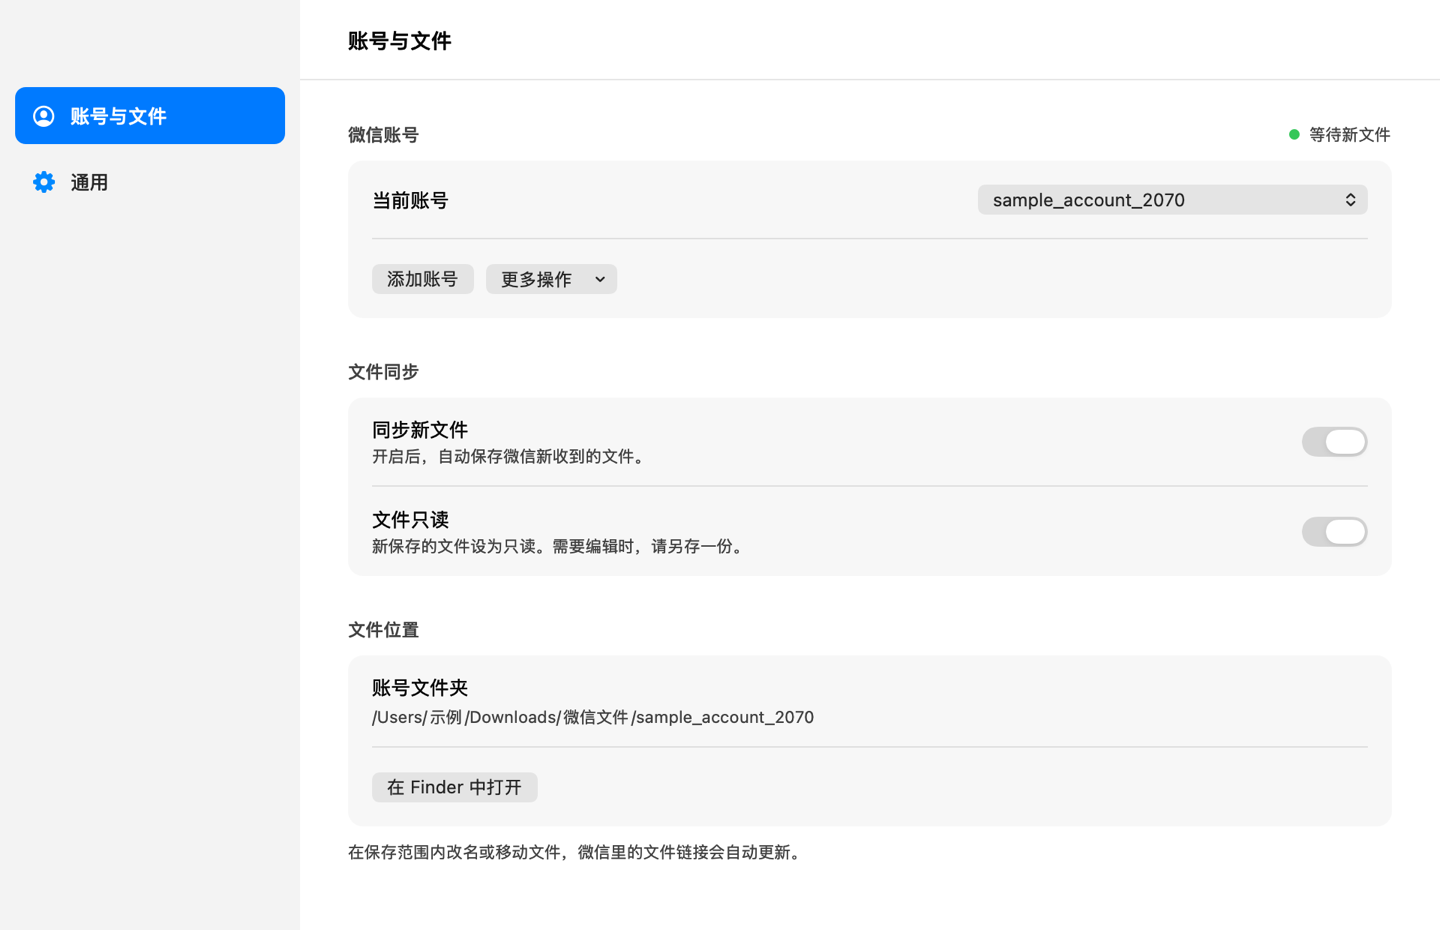 账号与文件
账号与文件
通用
微信账号
等待新文件
当前账号
sample_account_2070
添加账号
更多操作
文件同步
同步新文件
开启后，自动保存微信新收到的文件。
文件只读
新保存的文件设为只读。需要编辑时，请另存一份。
文件位置
账号文件夹
/Users/示例/Downloads/微信文件/sample_account_2070
在 Finder 中打开
在保存范围内改名或移动文件，微信里的文件链接会自动更新。